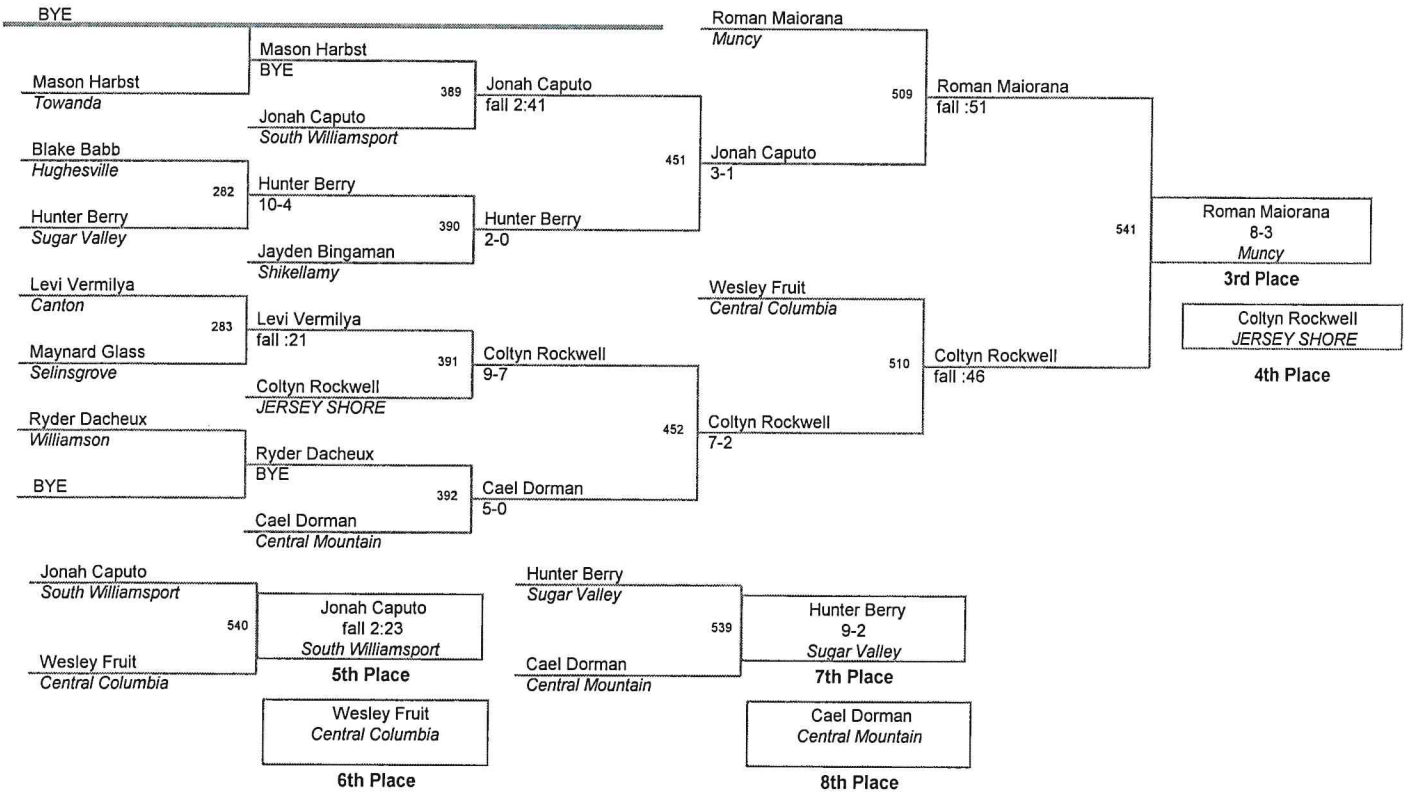 BYE
Mason Harbst
Towanda
Mason Harbst
BYE
389
Jonah Caputo
South Williamsport
Jonah Caputo
fall 2:41
Blake Babb
Hughesville
282
Hunter Berry
Sugar Valley
Hunter Berry
10-4
390
Jayden Bingaman
Shikellamy
Hunter Berry
2-0
451
Jonah Caputo
3-1
Roman Maiorana
Muncy
509
Roman Maiorana
fall :51
Levi Vermilya
Canton
283
Maynard Glass
Selinsgrove
Levi Vermilya
fall :21
391
Coltyn Rockwell
JERSEY SHORE
Coltyn Rockwell
9-7
Ryder Dacheux
Williamson
BYE
Ryder Dacheux
BYE
392
Cael Dorman
Central Mountain
Cael Dorman
5-0
452
Coltyn Rockwell
7-2
Wesley Fruit
Central Columbia
510
Coltyn Rockwell
fall :46
541
Roman Maiorana
8-3
Muncy
3rd Place
Coltyn Rockwell
JERSEY SHORE
4th Place
Jonah Caputo
South Williamsport
540
Wesley Fruit
Central Columbia
Jonah Caputo
fall 2:23
South Williamsport
5th Place
Wesley Fruit
Central Columbia
6th Place
Hunter Berry
Sugar Valley
539
Cael Dorman
Central Mountain
Hunter Berry
9-2
Sugar Valley
7th Place
Cael Dorman
Central Mountain
8th Place